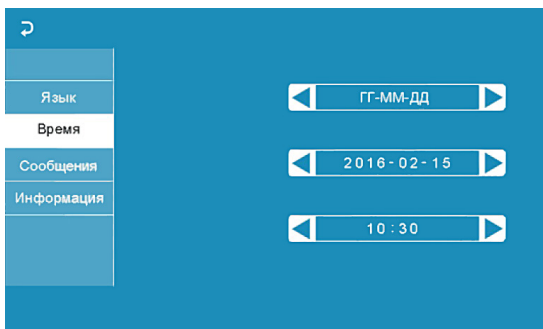 Язык
Время
Сообщения
Информация
ГГ-ММ-ДД
2016-02-15
10:30